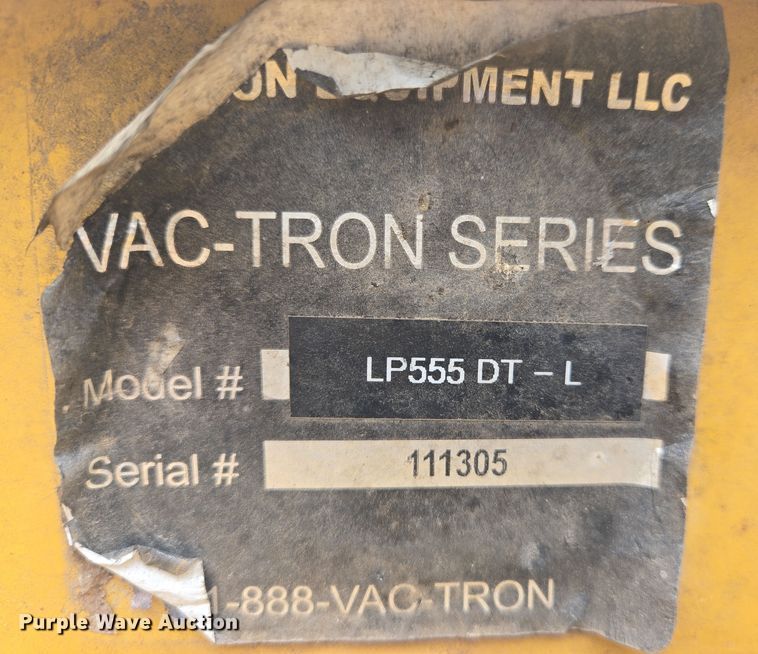 ON EQUIPMENT LLC
VAC-TRON SERIES
Model # LP555 DT – L
Serial # 111305
1-888-VAC-TRON
Purple Wave Auction